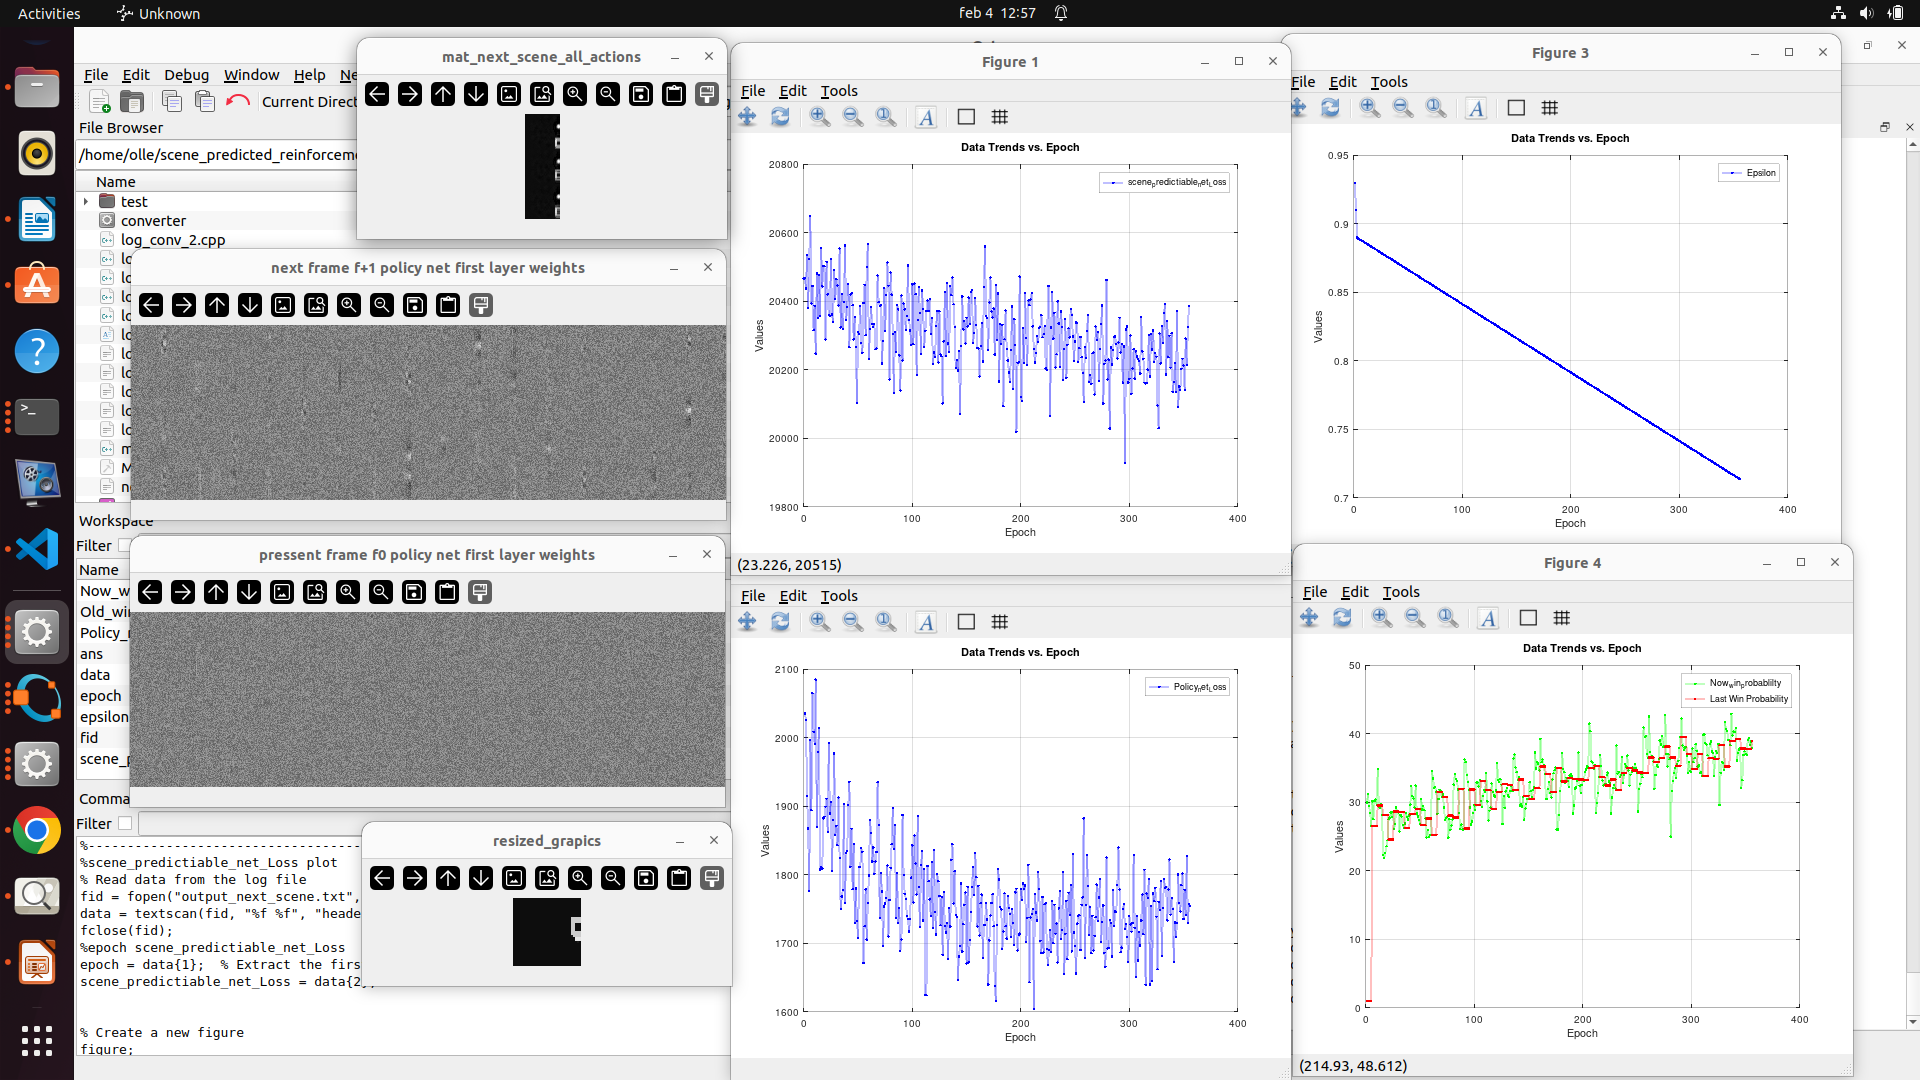 Activities
Unknown
feb 4 12:57
File Edit Debug Window Help
Current Direct
File Browser
/home/olle/scene_predicted_reinforceme
Name
test
converter
log_conv_2.cpp
Workspace
Filter
Name
Now_w
Old_wi
Policy_
ans
data
epoch
epsilon
fid
scene_p
Comma
Filter
%-----------------------------------
%scene_predictiable_net_Loss plot
% Read data from the log file
fid = fopen("output_next_scene.txt",
data = textscan(fid, "%f %f", "heade
fclose(fid);
%epoch scene_predictiable_net_Loss
epoch = data{1};  % Extract the firs
scene_predictiable_net_Loss = data{2};
% Create a new figure
figure;
mat_next_scene_all_actions
next frame f+1 policy net first layer weights
pressent frame f0 policy net first layer weights
resized_grapics
Figure 1
File Edit Tools
Data Trends vs. Epoch
scene_predictiable_net_Loss
20800
20600
20400
20200
20000
19800
Values
0 100 200 300 400
Epoch
(23.226, 20515)
File Edit Tools
Data Trends vs. Epoch
Policy_net_Loss
2100
2000
1900
1800
1700
1600
Values
0 100 200 300 400
Epoch
Figure 3
File Edit Tools
Data Trends vs. Epoch
Epsilon
0.95
0.9
0.85
0.8
0.75
0.7
Values
0 100 200 300 400
Epoch
Figure 4
File Edit Tools
Data Trends vs. Epoch
Now_win_probablilty
Last Win Probability
50
40
30
20
10
0
Values
0 100 200 300 400
Epoch
(214.93, 48.612)